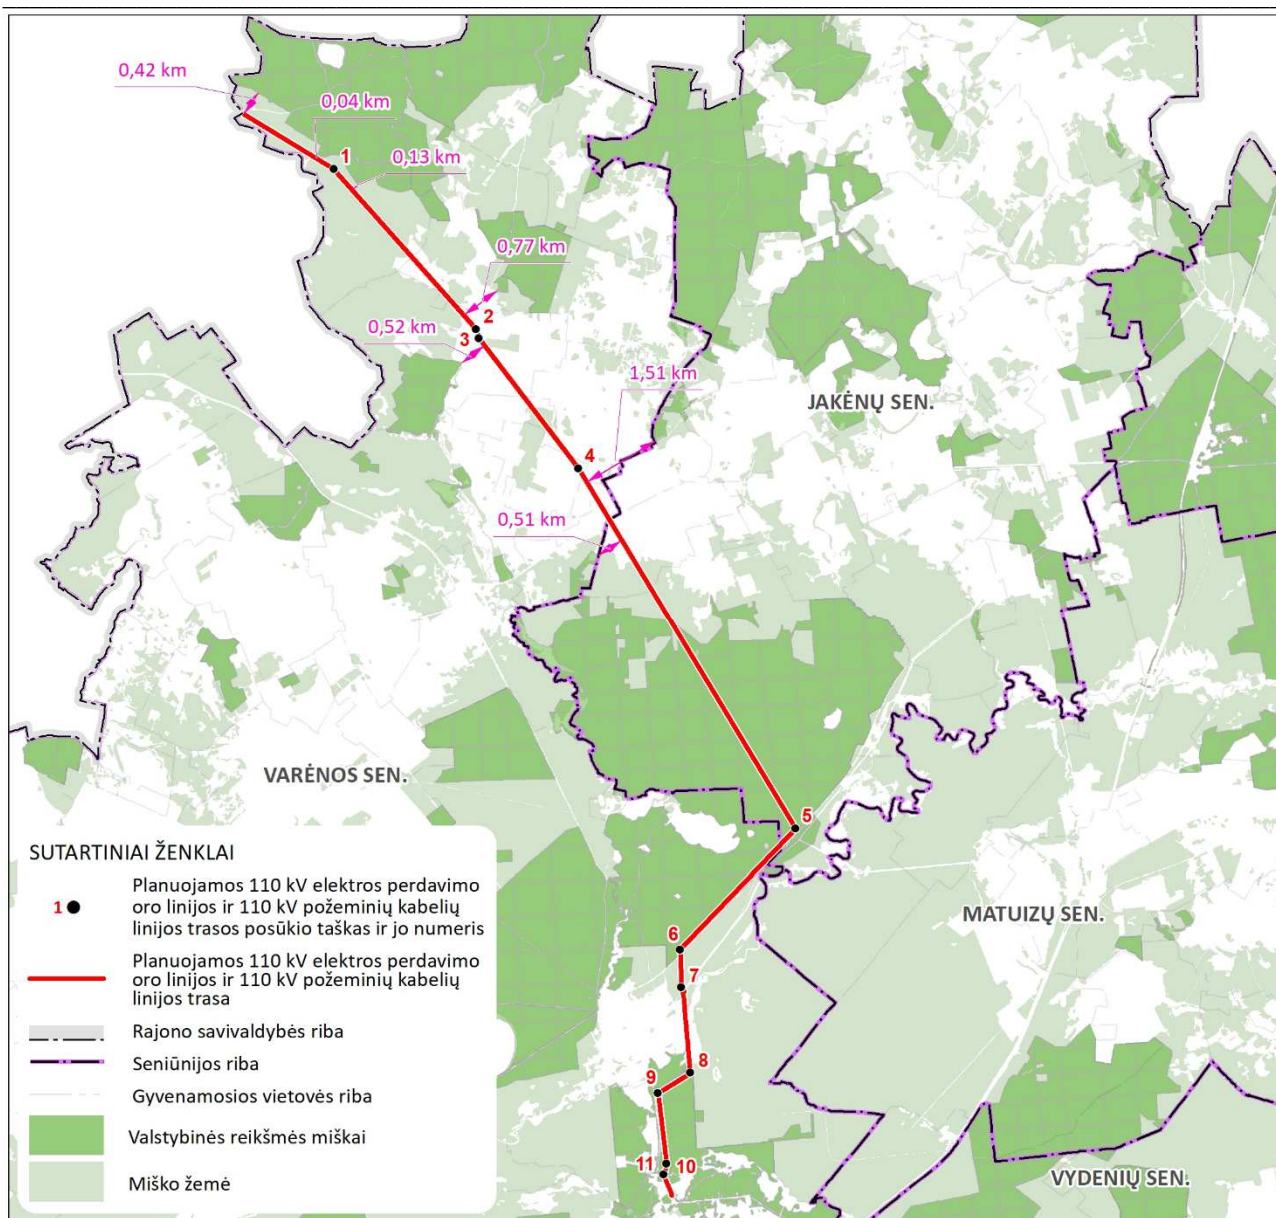 0,42 km
0,04 km
1
0,13 km
0,77 km
2
3
0,52 km
1,51 km
JAKĖNŲ SEN.
4
0,51 km
VARĖNOS SEN.
5
MATUIZŲ SEN.
6
7
8
9
11
10
VYDENIŲ SEN.
SUTARTINIAI ŽENKLAI
1
Planuojamos 110 kV elektros perdavimo
oro linijos ir 110 kV požeminių kabelių
linijos trasos posūkio taškas ir jo numeris
Planuojamos 110 kV elektros perdavimo
oro linijos ir 110 kV požeminių kabelių
linijos trasa
Rajono savivaldybės riba
Seniūnijos riba
Gyvenamosios vietovės riba
Valstybinės reikšmės miškai
Miško žemė